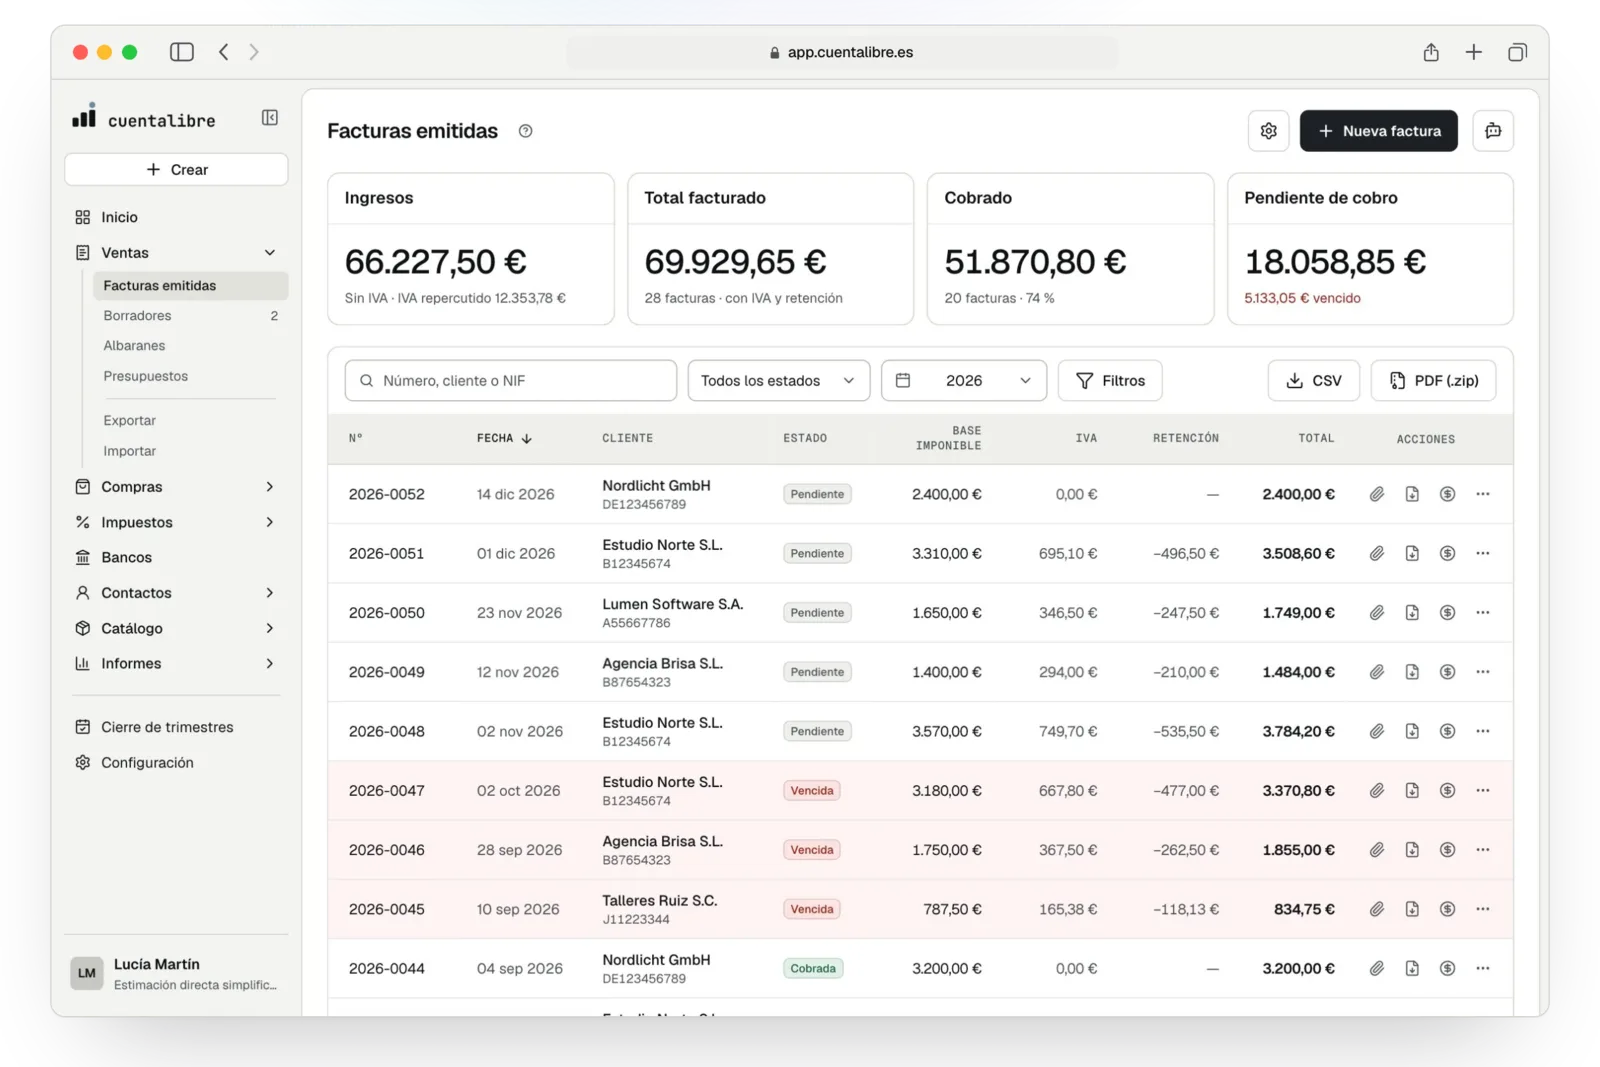 app.cuentalibre.es
cuentalibre
Crear
Inicio
Ventas
Facturas emitidas
Borradores 2
Albaranes
Presupuestos
Exportar
Importar
Compras
Impuestos
Bancos
Contactos
Catálogo
Informes
Cierre de trimestres
Configuración
LM
Lucía Martín
Estimación directa simplific...
Facturas emitidas
Nueva factura
Ingresos
66.227,50 €
Sin IVA · IVA repercutido 12.353,78 €
Total facturado
69.929,65 €
28 facturas · con IVA y retención
Cobrado
51.870,80 €
20 facturas · 74 %
Pendiente de cobro
18.058,85 €
5.133,05 € vencido
Número, cliente o NIF
Todos los estados
2026
Filtros
CSV
PDF (.zip)
Nº FECHA CLIENTE ESTADO BASE IMPONIBLE IVA RETENCIÓN TOTAL ACCIONES
2026-0052 14 dic 2026 Nordlicht GmbH Pendiente 2.400,00 € 0,00 € — 2.400,00 €
DE123456789
2026-0051 01 dic 2026 Estudio Norte S.L. Pendiente 3.310,00 € 695,10 € −496,50 € 3.508,60 €
B12345674
2026-0050 23 nov 2026 Lumen Software S.A. Pendiente 1.650,00 € 346,50 € −247,50 € 1.749,00 €
A55667786
2026-0049 12 nov 2026 Agencia Brisa S.L. Pendiente 1.400,00 € 294,00 € −210,00 € 1.484,00 €
B87654323
2026-0048 02 nov 2026 Estudio Norte S.L. Pendiente 3.570,00 € 749,70 € −535,50 € 3.784,20 €
B12345674
2026-0047 02 oct 2026 Estudio Norte S.L. Vencida 3.180,00 € 667,80 € −477,00 € 3.370,80 €
B12345674
2026-0046 28 sep 2026 Agencia Brisa S.L. Vencida 1.750,00 € 367,50 € −262,50 € 1.855,00 €
B87654323
2026-0045 10 sep 2026 Talleres Ruiz S.C. Vencida 787,50 € 165,38 € −118,13 € 834,75 €
J11223344
2026-0044 04 sep 2026 Nordlicht GmbH Cobrada 3.200,00 € 0,00 € — 3.200,00 €
DE123456789